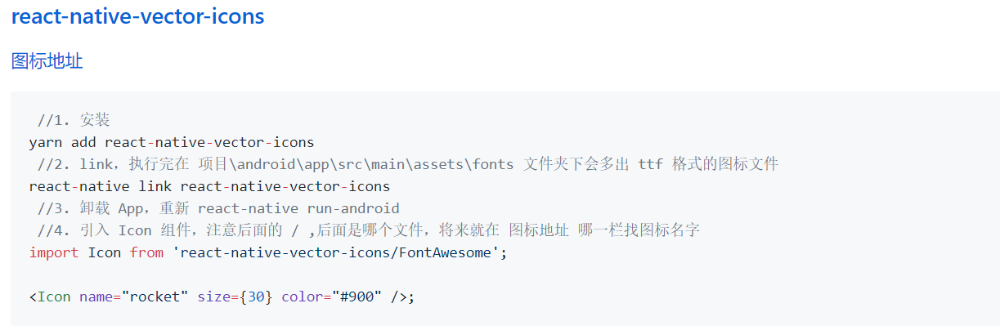 react-native-vector-icons
图标地址
//1. 安装
yarn add react-native-vector-icons
//2. link，执行完在 项目\android\app\src\main\assets\fonts 文件夹下会多出 ttf 格式的图标文件
react-native link react-native-vector-icons
//3. 卸载 App，重新 react-native run-android
//4. 引入 Icon 组件，注意后面的 / ,后面是哪个文件，将来就在 图标地址 哪一栏找图标名字
import Icon from 'react-native-vector-icons/FontAwesome';
<Icon name="rocket" size={30} color="#900" />;